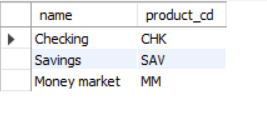 name product_cd
Checking CHK
Savings SAV
Money market MM